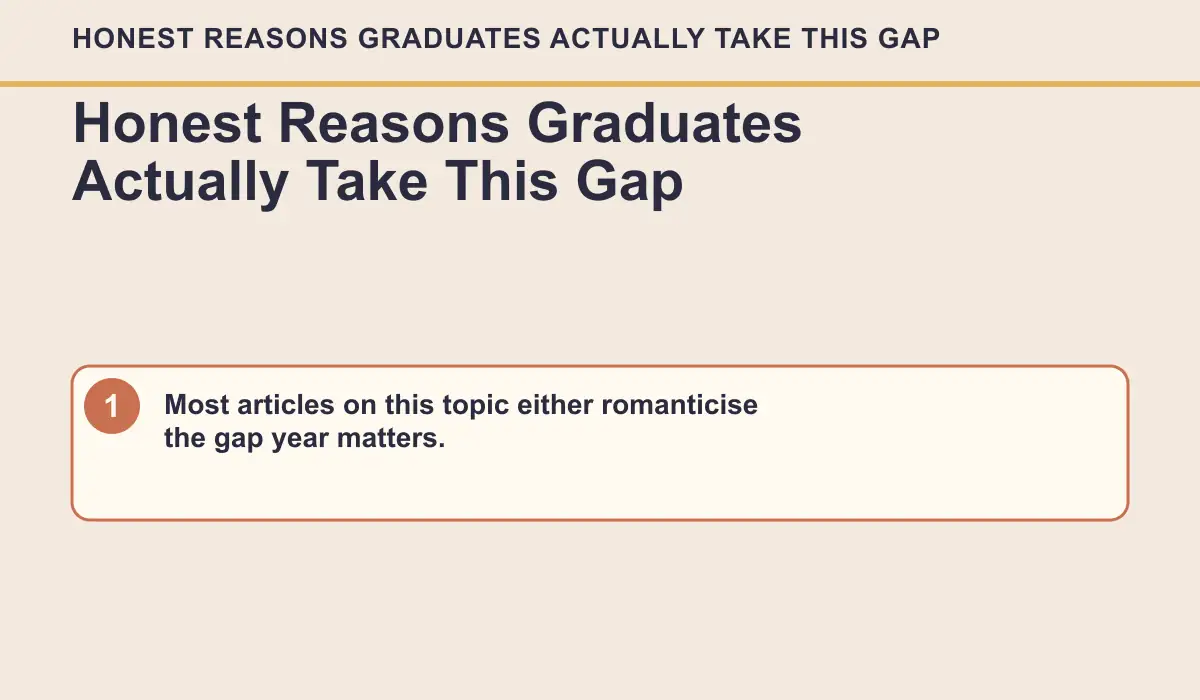 HONEST REASONS GRADUATES ACTUALLY TAKE THIS GAP
Honest Reasons Graduates
Actually Take This Gap
1
Most articles on this topic either romanticise
the gap year matters.